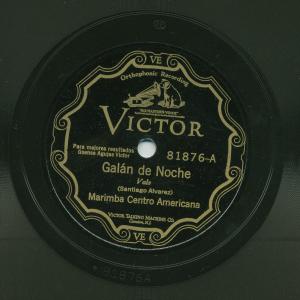 VE
Orthophonic Recording
"HIS MASTER'S VOICE"
VICTOR
Para mejores resultados
Úsense Agujas Victor
81876-A
Galán de Noche
Vals
(Santiago Alvarez)
Marimba Centro Americana
VICTOR TALKING MACHINE CO.
Camden, N.J.
VE
81876A